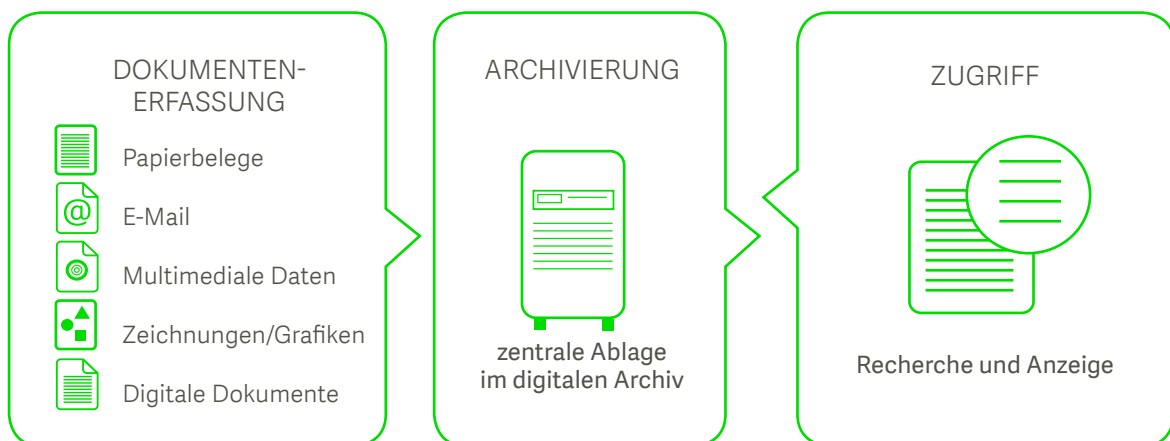 DOKUMENTEN-
ERFASSUNG
Papierbelege
@
E-Mail
Multimediale Daten
Zeichnungen/Grafiken
Digitale Dokumente
ARCHIVIERUNG
zentrale Ablage
im digitalen Archiv
ZUGRIFF
Recherche und Anzeige